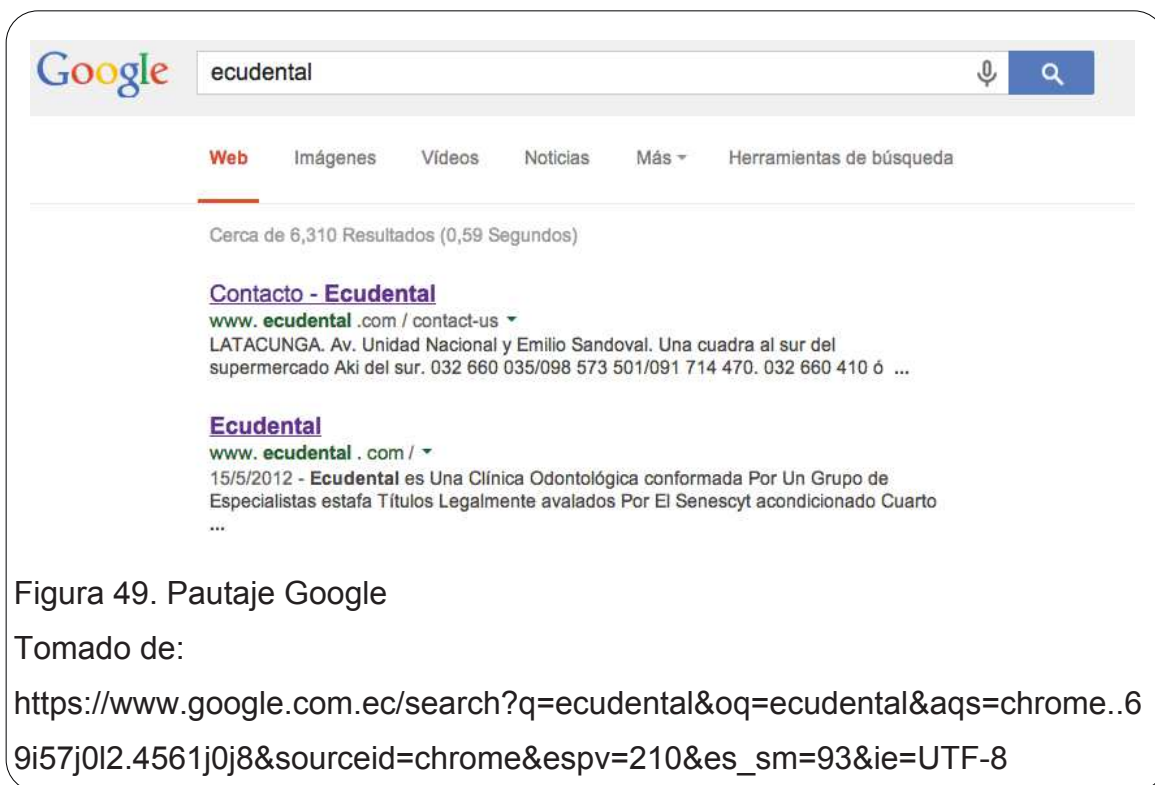 Google ecudental
Web Imágenes Vídeos Noticias Más Herramientas de búsqueda
Cerca de 6,310 Resultados (0,59 Segundos)
Contacto - Ecudental
www. ecudental .com / contact-us
LATACUNGA. Av. Unidad Nacional y Emilio Sandoval. Una cuadra al sur del
supermercado Aki del sur. 032 660 035/098 573 501/091 714 470. 032 660 410 ó ...
Ecudental
www. ecudental . com /
15/5/2012 - Ecudental es Una Clínica Odontológica conformada Por Un Grupo de
Especialistas estafa Títulos Legalmente avalados Por El Senescyt acondicionado Cuarto
...
Figura 49. Pautaje Google
Tomado de:
https://www.google.com.ec/search?q=ecudental&oq=ecudental&aqs=chrome..6
9i57j0l2.4561j0j8&sourceid=chrome&espv=210&es_sm=93&ie=UTF-8